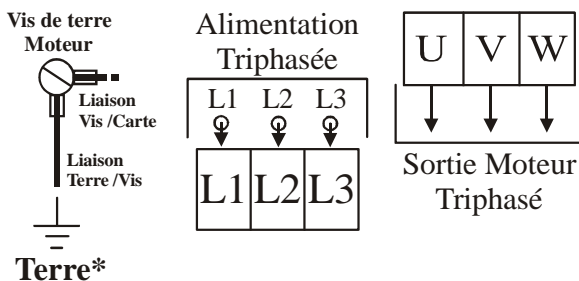 Vis de terre
Moteur
Liaison
Vis /Carte
Liaison
Terre /Vis
Terre*
Alimentation
Triphasée
L1 L2 L3
L1 L2 L3
U V W
Sortie Moteur
Triphasé